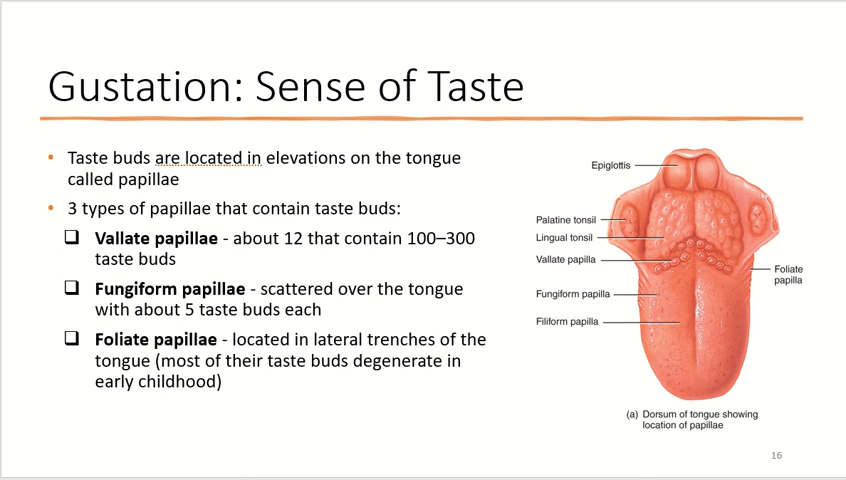 Gustation: Sense of Taste
• Taste buds are located in elevations on the tongue
called papillae
• 3 types of papillae that contain taste buds:
❑ Vallate papillae - about 12 that contain 100–300
taste buds
❑ Fungiform papillae - scattered over the tongue
with about 5 taste buds each
❑ Foliate papillae - located in lateral trenches of the
tongue (most of their taste buds degenerate in
early childhood)
Epiglottis
Palatine tonsil
Lingual tonsil
Vallate papilla
Foliate
papilla
Fungiform papilla
Filiform papilla
(a) Dorsum of tongue showing
location of papillae
16